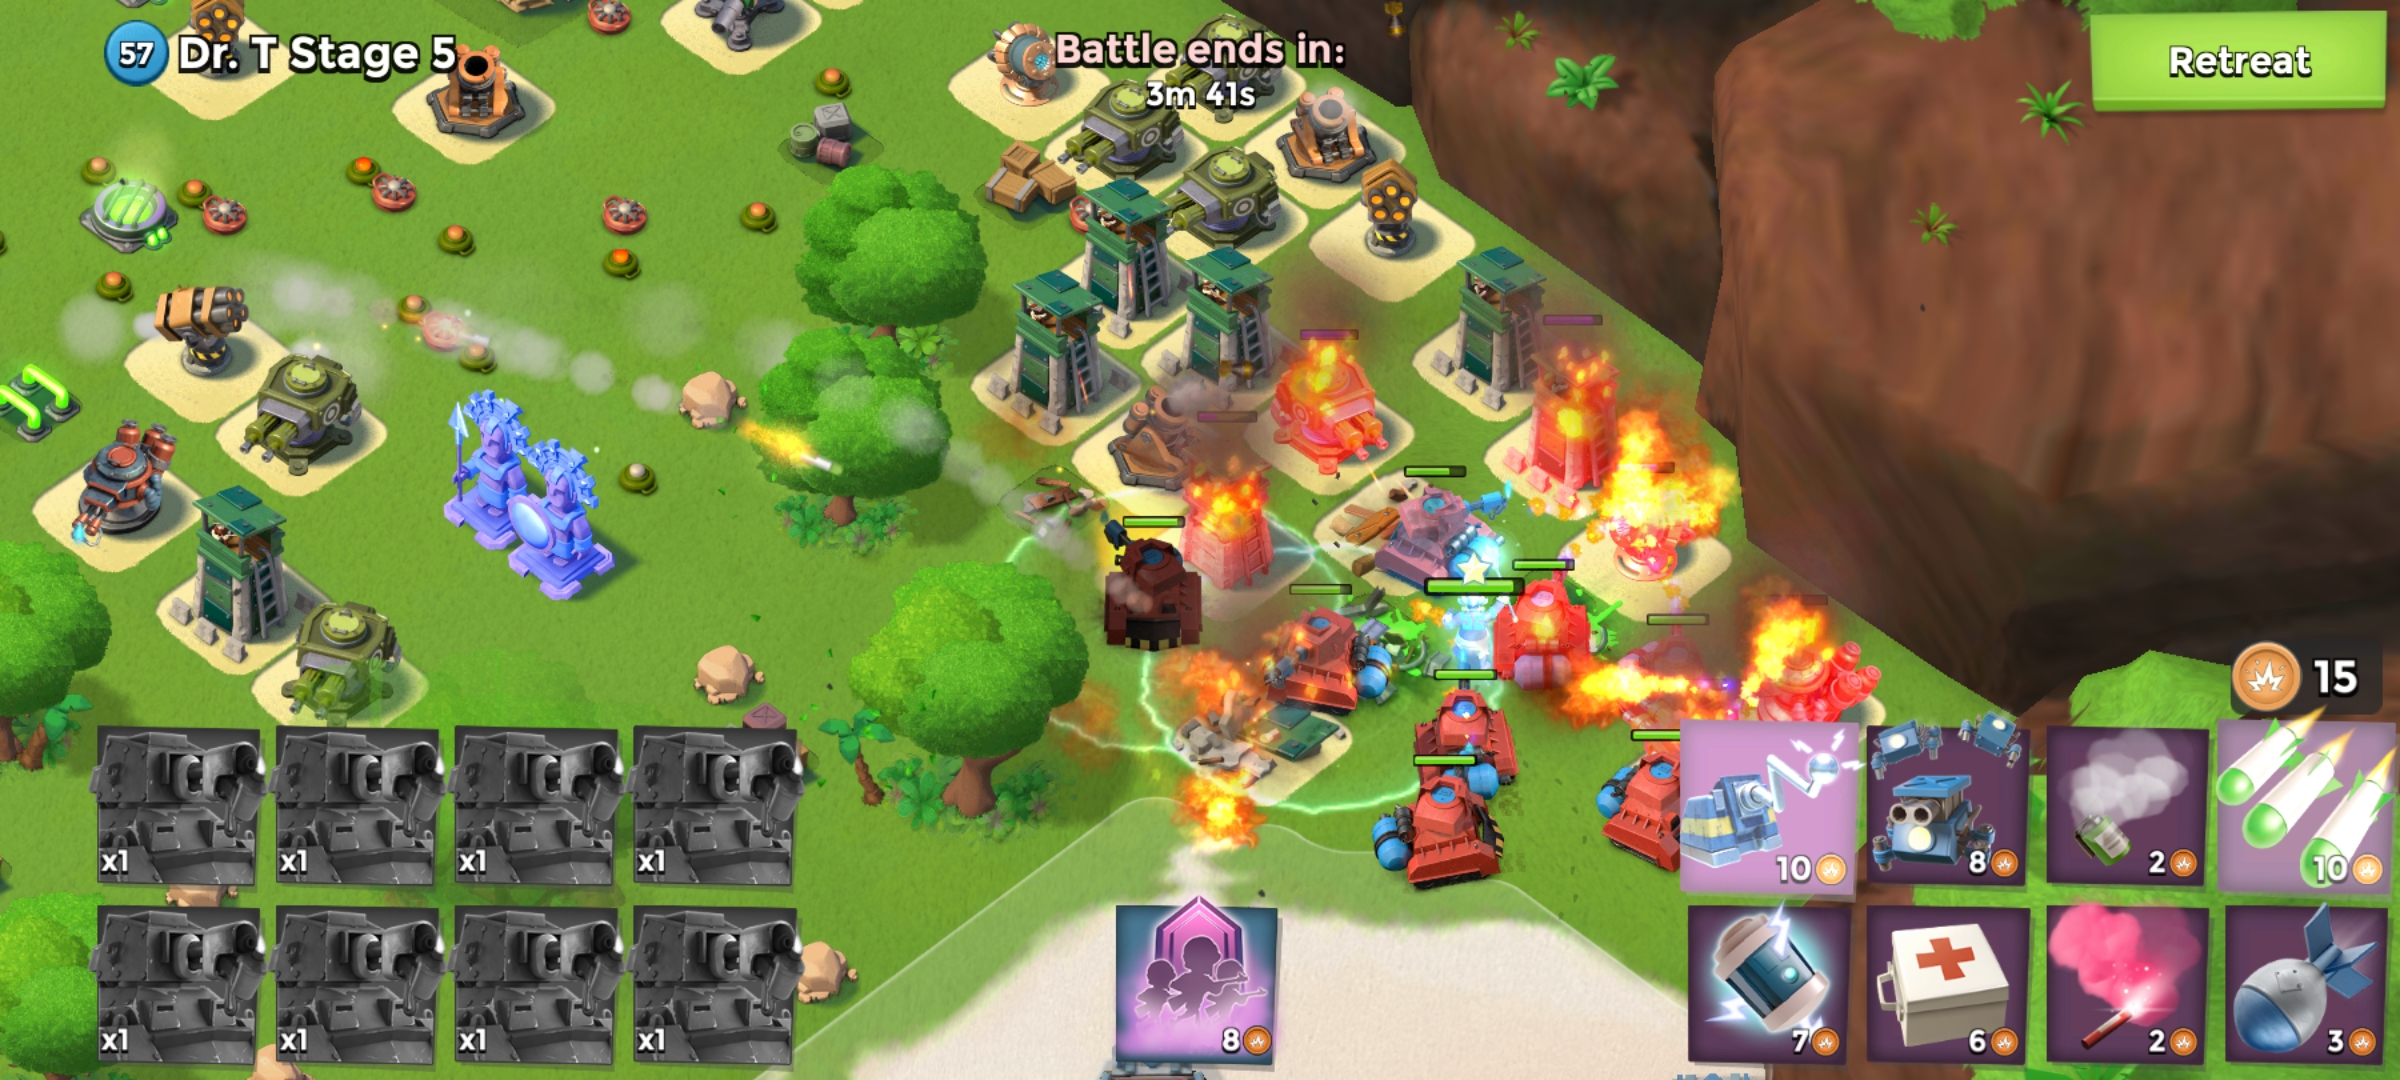 57 Dr. T Stage 5
Battle ends in:
3m 41s
Retreat
15
x1 x1 x1 x1
10 8 2 10
x1 x1 x1 x1
8
7 6 2 3